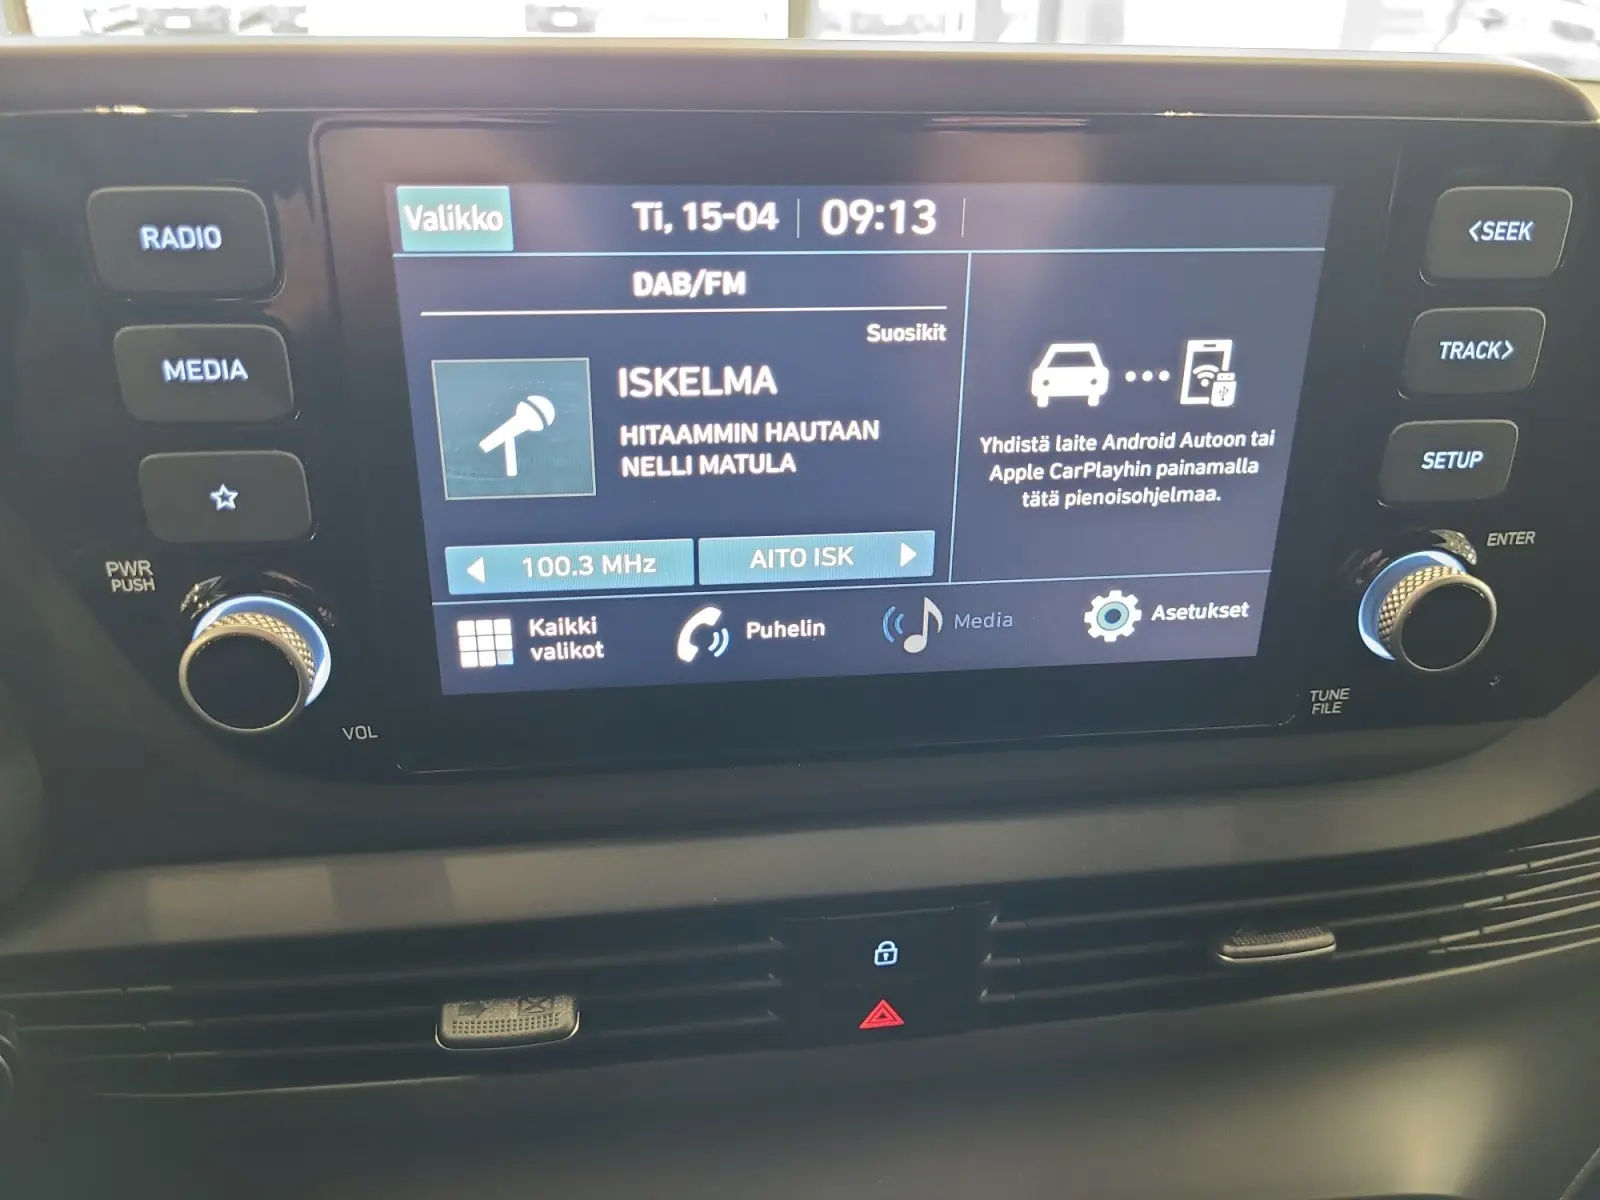 RADIO
MEDIA
PWR
PUSH
VOL
Valikko
Ti, 15-04
09:13
DAB/FM
Suosikit
ISKELMA
HITAAMMIN HAUTAAN
NELLI MATULA
100.3 MHz
AITO ISK
Yhdistä laite Android Autoon tai
Apple CarPlayhin painamalla
tätä pienoisohjelmaa.
Kaikki
valikot
Puhelin
Media
Asetukset
<SEEK
TRACK>
SETUP
ENTER
TUNE
FILE